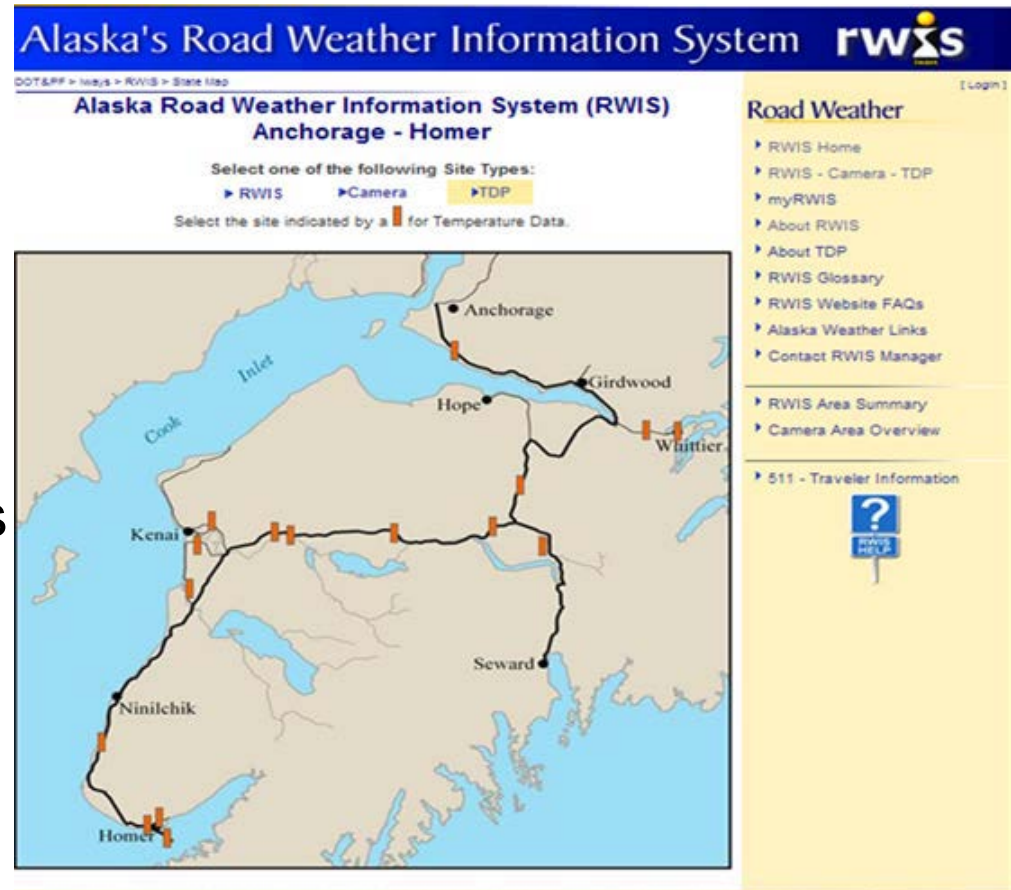 Alaska's Road Weather Information System rwis
DOT&PF > Iways > RWIS > State Map
[ Login ]
Alaska Road Weather Information System (RWIS)
Anchorage - Homer
Select one of the following Site Types:
RWIS Camera TDP
Select the site indicated by a for Temperature Data.
Anchorage
Cook Inlet
Girdwood
Hope
Whittier
Kenai
Seward
Ninilchik
Homer
Road Weather
RWIS Home
RWIS - Camera - TDP
myRWIS
About RWIS
About TDP
RWIS Glossary
RWIS Website FAQs
Alaska Weather Links
Contact RWIS Manager
RWIS Area Summary
Camera Area Overview
511 - Traveler Information
?
RWIS
HELP
s